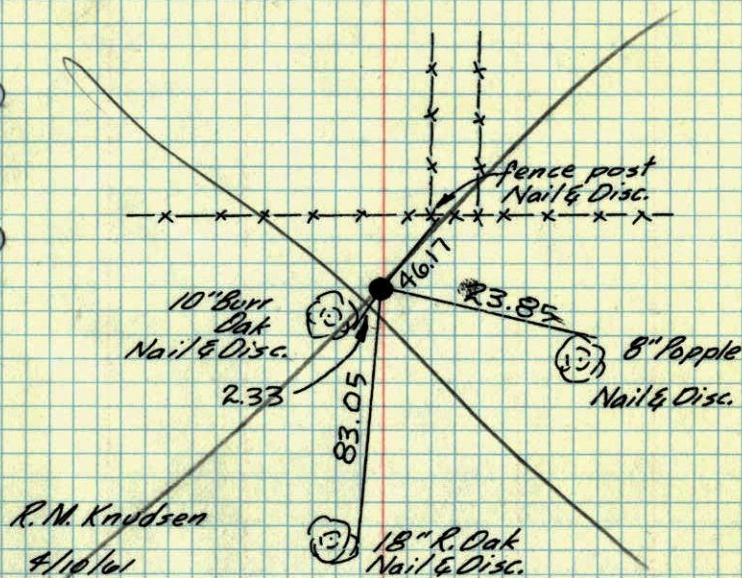 fence post
Nail & Disc.
46.17
10" Burr
Oak
Nail & Disc.
23.85
8" Popple
Nail & Disc.
2.33
83.05
R. M. Knudsen
4/10/61
18" R. Oak
Nail & Disc.